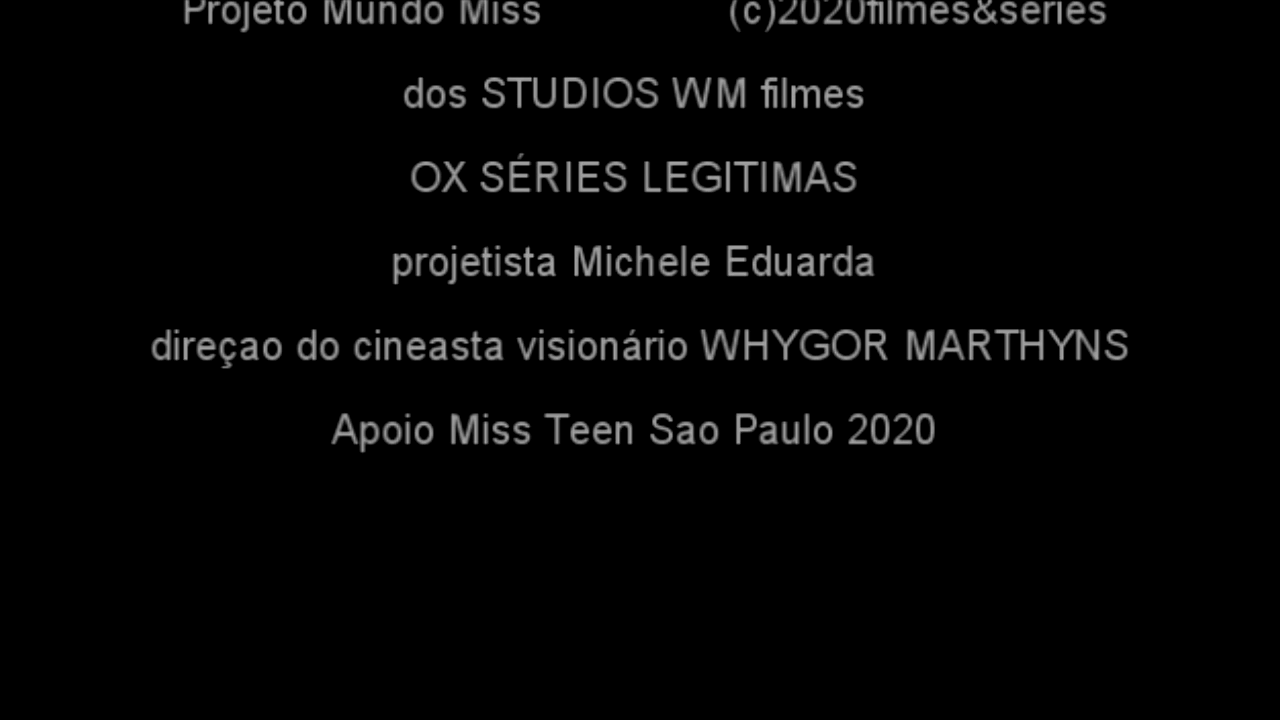 Projeto Mundo Miss (c)2020filmes&séries
dos STUDIOS WM filmes
OX SÉRIES LEGITIMAS
projetista Michele Eduarda
direçao do cineasta visionário WHYGOR MARTHYNS
Apoio Miss Teen Sao Paulo 2020